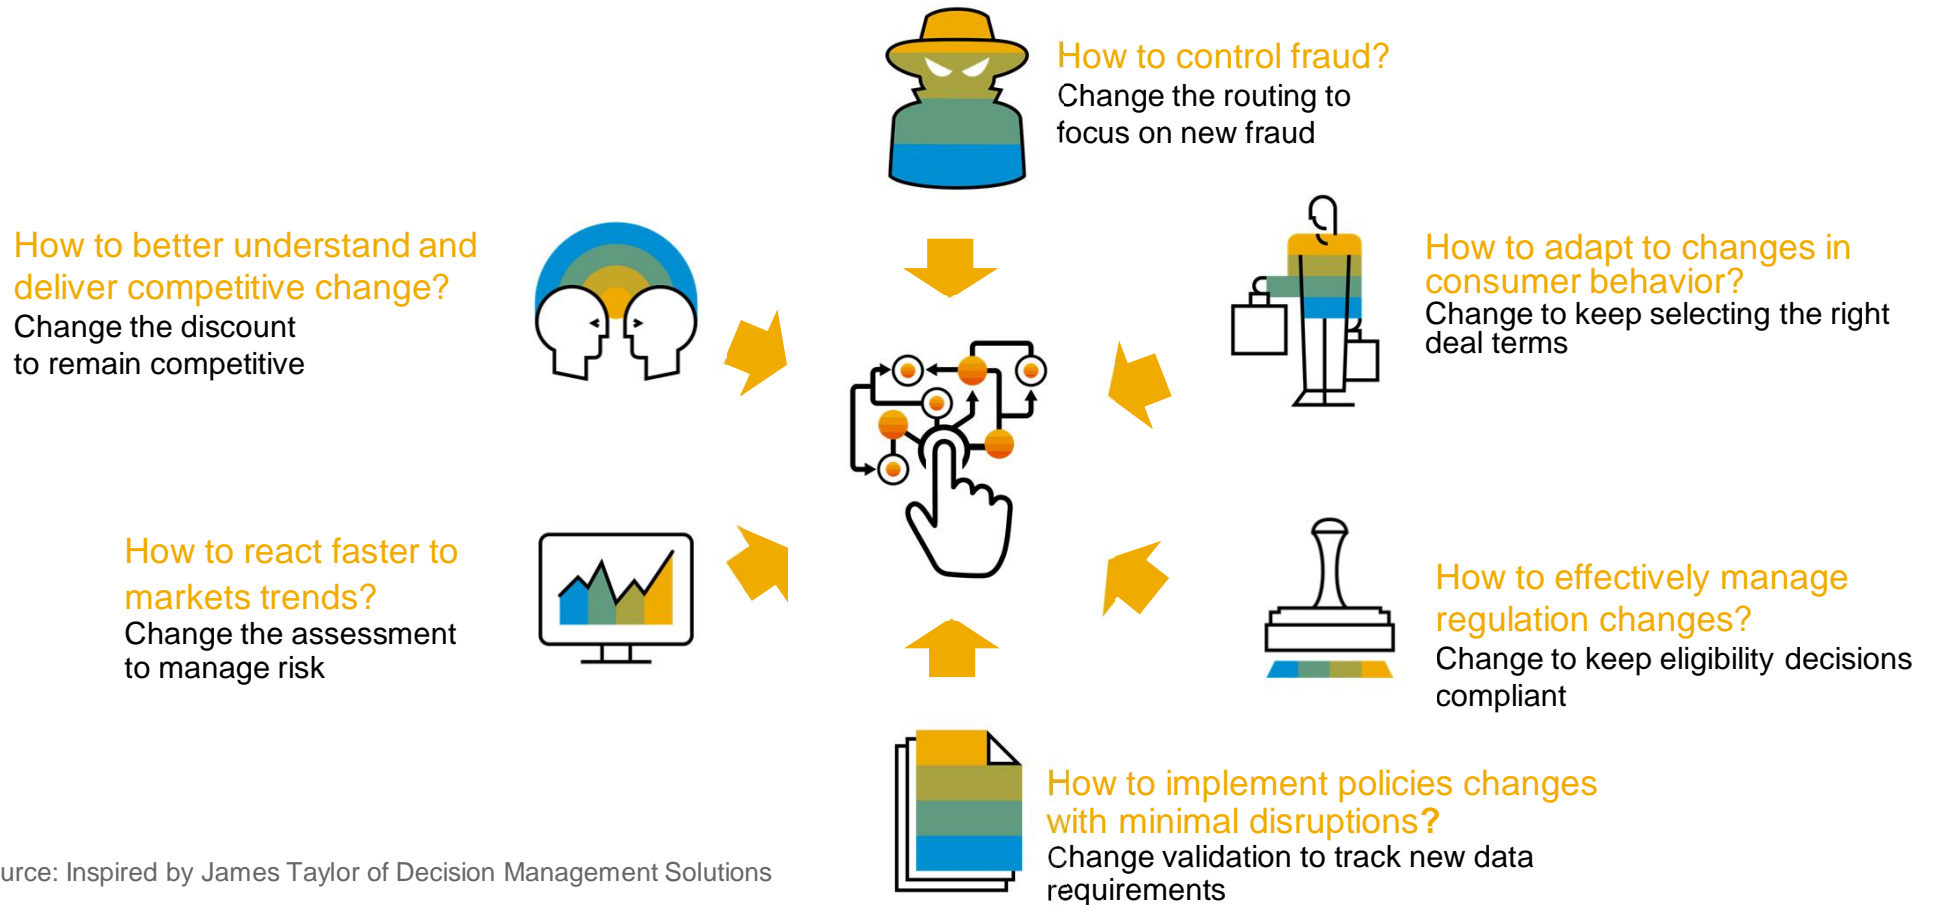 How to control fraud?
Change the routing to
focus on new fraud
How to better understand and
deliver competitive change?
Change the discount
to remain competitive
How to adapt to changes in
consumer behavior?
Change to keep selecting the right
deal terms
How to react faster to
markets trends?
Change the assessment
to manage risk
How to effectively manage
regulation changes?
Change to keep eligibility decisions
compliant
How to implement policies changes
with minimal disruptions?
Change validation to track new data
requirements
urce: Inspired by James Taylor of Decision Management Solutions